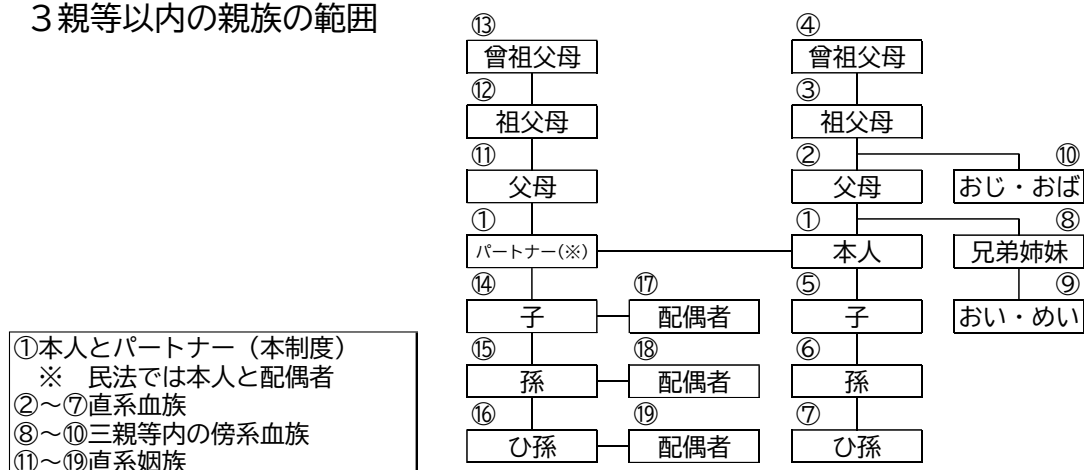 ３親等以内の親族の範囲
⑬ ④
曾祖父母 曾祖父母
⑫ ③
祖父母 祖父母
⑪ ② ⑩
父母 父母 おじ・おば
① ① ⑧
パートナー(※) 本人 兄弟姉妹
⑭ ⑰ ⑤ ⑨
子 配偶者 子 おい・めい
⑮ ⑱ ⑥
孫 配偶者 孫
⑯ ⑲ ⑦
ひ孫 配偶者 ひ孫
①本人とパートナー（本制度）
※　民法では本人と配偶者
②～⑦直系血族
⑧～⑩三親等内の傍系血族
⑪～⑲直系姻族